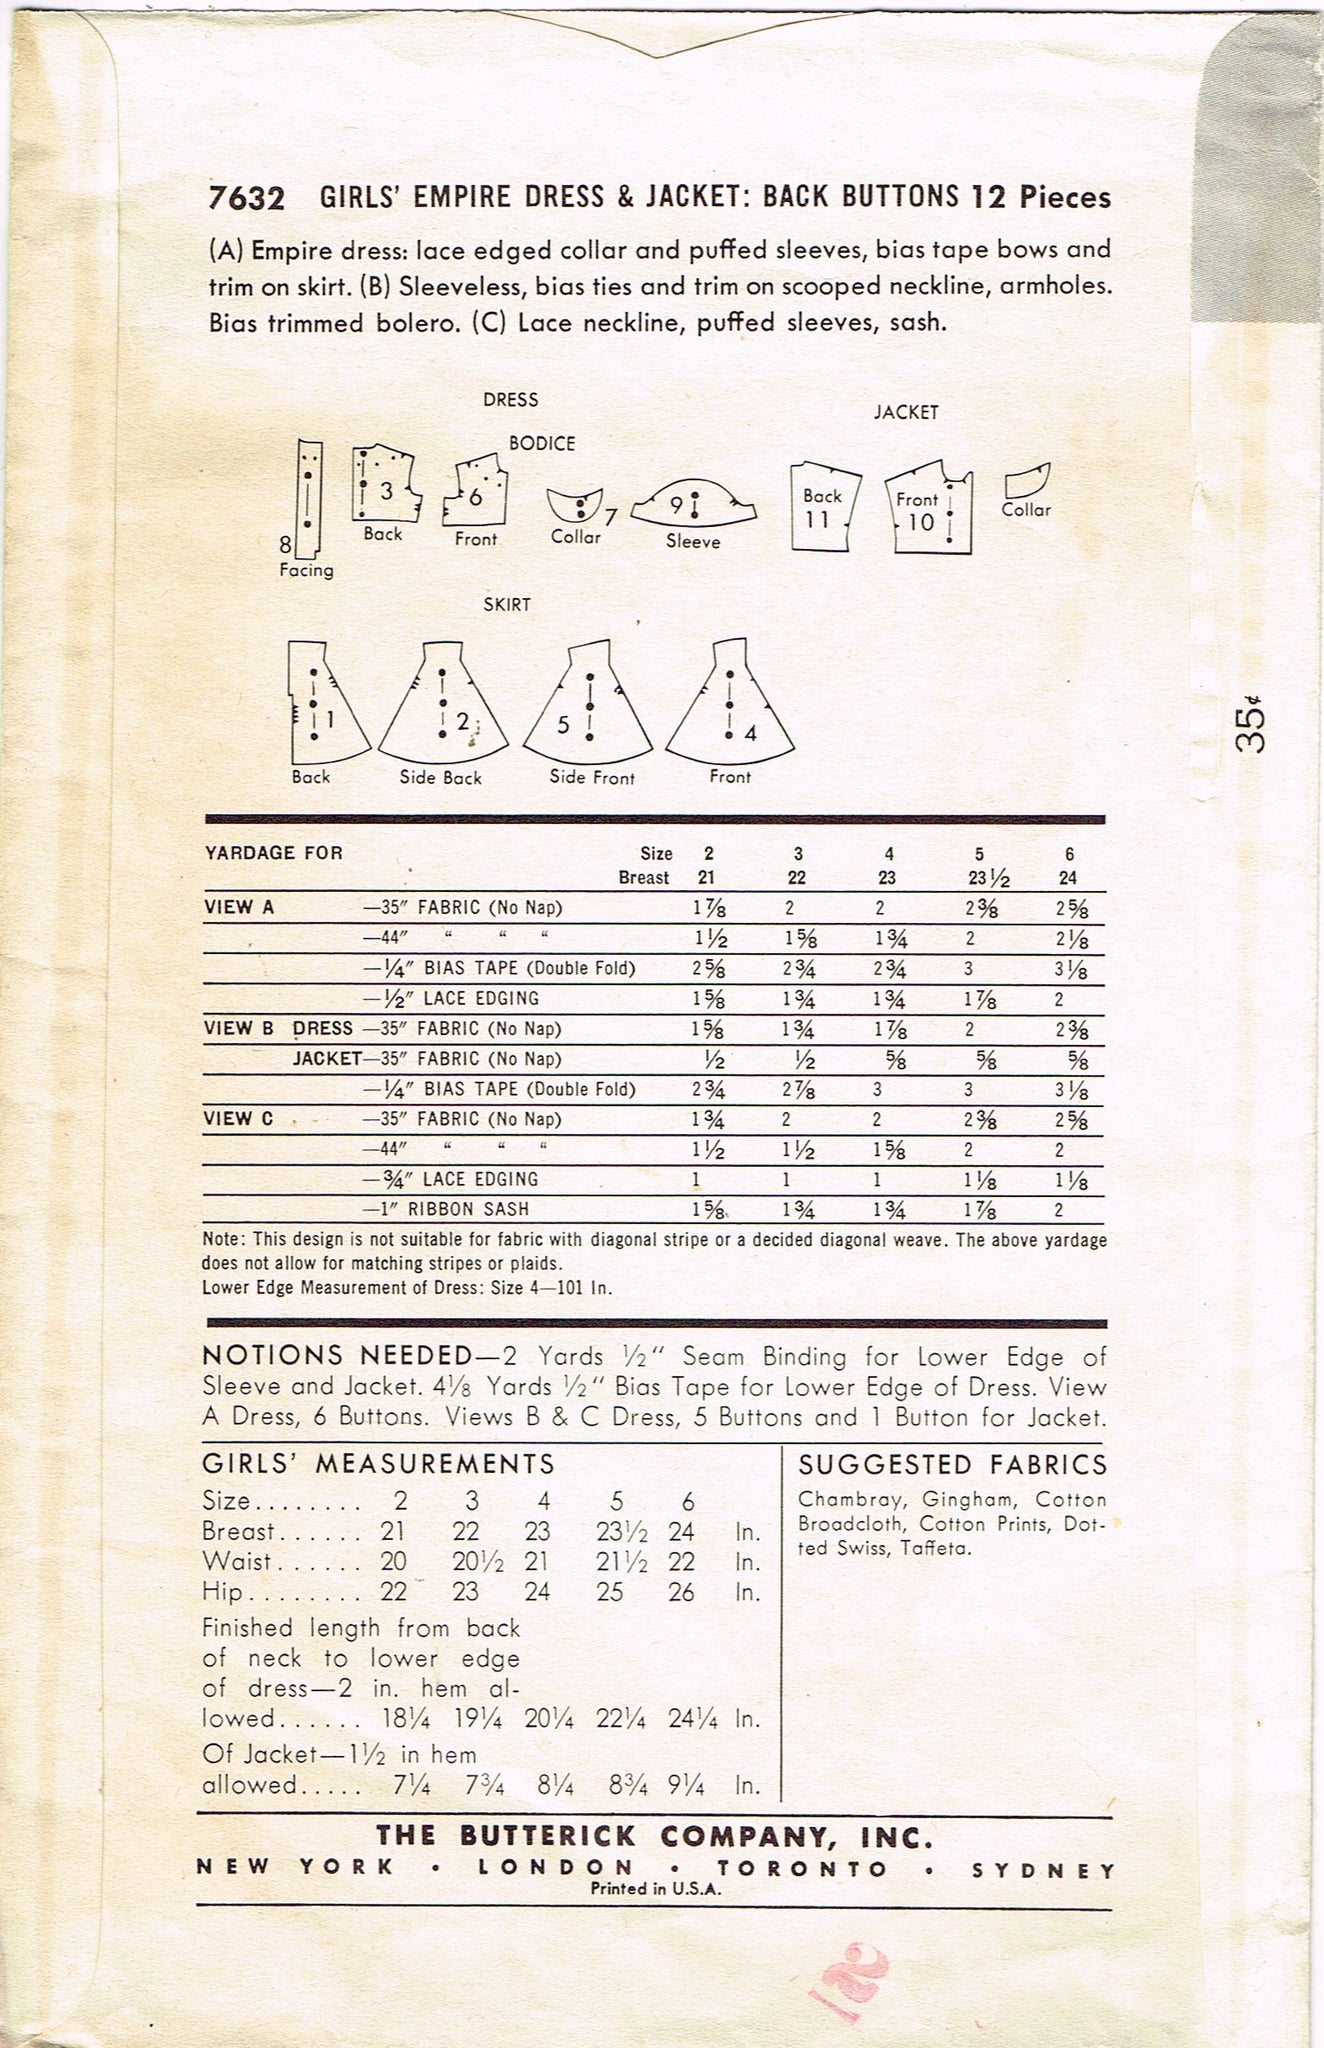 7632 GIRLS' EMPIRE DRESS & JACKET: BACK BUTTONS 12 Pieces
(A) Empire dress: lace edged collar and puffed sleeves, bias tape bows and
trim on skirt. (B) Sleeveless, bias ties and trim on scooped neckline, armholes.
Bias trimmed bolero. (C) Lace neckline, puffed sleeves, sash.
DRESS
JACKET
BODICE
8 Facing
3 Back
6 Front
7 Collar
9 Sleeve
Back 11
Front 10
Collar
SKIRT
1 Back
2 Side Back
5 Side Front
4 Front
35¢
YARDAGE FOR Size 2 3 4 5 6
Breast 21 22 23 23½ 24
VIEW A —35" FABRIC (No Nap) 1⅞ 2 2 2⅜ 2⅝
—44" " " " 1½ 1⅝ 1¾ 2 2⅛
—¼" BIAS TAPE (Double Fold) 2⅝ 2¾ 2¾ 3 3⅛
—½" LACE EDGING 1⅝ 1¾ 1¾ 1⅞ 2
VIEW B DRESS —35" FABRIC (No Nap) 1⅝ 1¾ 1⅞ 2 2⅜
JACKET—35" FABRIC (No Nap) ½ ½ ⅝ ⅝ ⅝
—¼" BIAS TAPE (Double Fold) 2¾ 2⅞ 3 3 3⅛
VIEW C —35" FABRIC (No Nap) 1¾ 2 2 2⅜ 2⅝
—44" " " " 1½ 1½ 1⅝ 2 2
—¾" LACE EDGING 1 1 1 1⅛ 1⅛
—1" RIBBON SASH 1⅝ 1¾ 1¾ 1⅞ 2
Note: This design is not suitable for fabric with diagonal stripe or a decided diagonal weave. The above yardage
does not allow for matching stripes or plaids.
Lower Edge Measurement of Dress: Size 4—101 In.
NOTIONS NEEDED—2 Yards ½" Seam Binding for Lower Edge of
Sleeve and Jacket. 4⅛ Yards ½" Bias Tape for Lower Edge of Dress. View
A Dress, 6 Buttons. Views B & C Dress, 5 Buttons and 1 Button for Jacket.
GIRLS' MEASUREMENTS
Size........ 2 3 4 5 6
Breast...... 21 22 23 23½ 24 In.
Waist...... 20 20½ 21 21½ 22 In.
Hip........ 22 23 24 25 26 In.
Finished length from back
of neck to lower edge
of dress—2 in. hem al-
lowed...... 18¼ 19¼ 20¼ 22¼ 24¼ In.
Of Jacket—1½ in hem
allowed..... 7¼ 7¾ 8¼ 8¾ 9¼ In.
SUGGESTED FABRICS
Chambray, Gingham, Cotton
Broadcloth, Cotton Prints, Dot-
ted Swiss, Taffeta.
THE BUTTERICK COMPANY, INC.
NEW YORK • LONDON • TORONTO • SYDNEY
Printed in U.S.A.